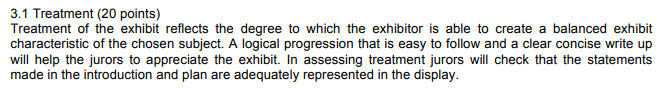 3.1 Treatment (20 points)
Treatment of the exhibit reflects the degree to which the exhibitor is able to create a balanced exhibit
characteristic of the chosen subject. A logical progression that is easy to follow and a clear concise write up
will help the jurors to appreciate the exhibit. In assessing treatment jurors will check that the statements
made in the introduction and plan are adequately represented in the display.